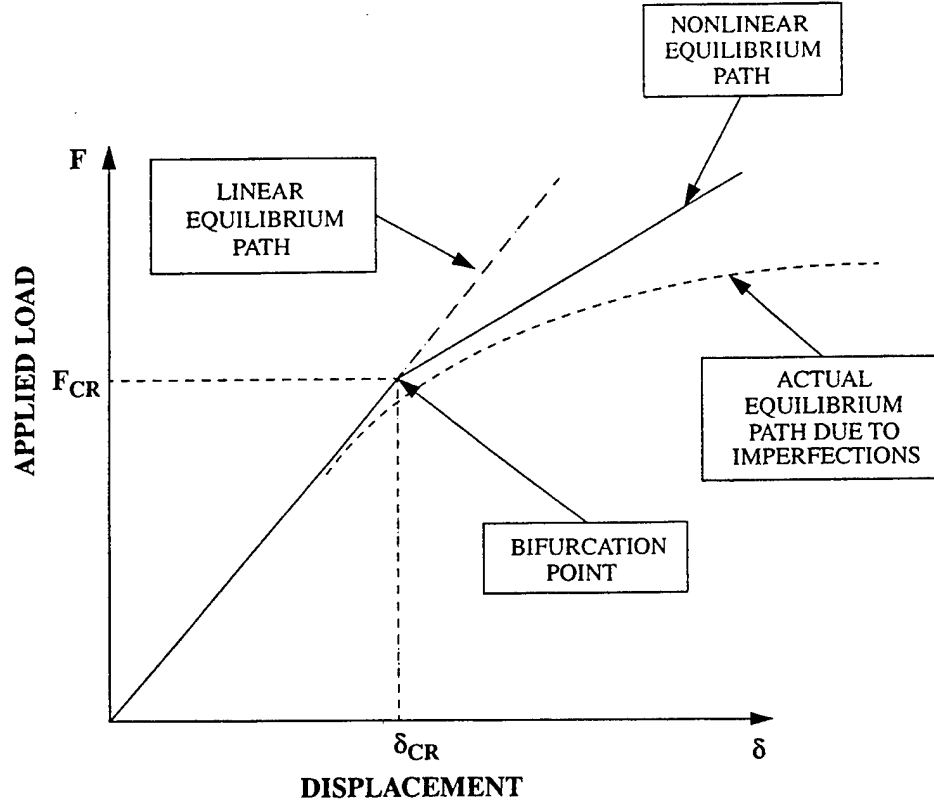 NONLINEAR
EQUILIBRIUM
PATH
F
LINEAR
EQUILIBRIUM
PATH
APPLIED LOAD
F_CR
ACTUAL
EQUILIBRIUM
PATH DUE TO
IMPERFECTIONS
BIFURCATION
POINT
δ_CR
δ
DISPLACEMENT